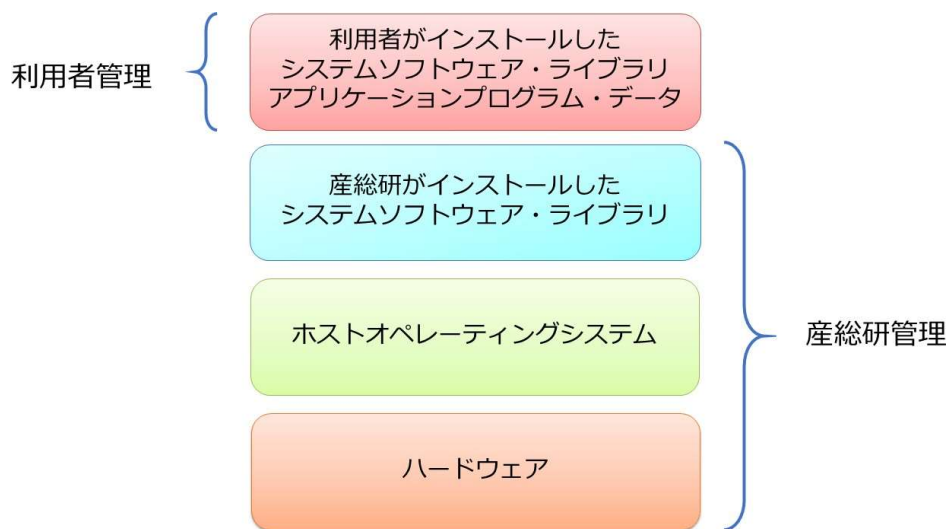 利用者管理
利用者がインストールした
システムソフトウェア・ライブラリ
アプリケーションプログラム・データ
産総研がインストールした
システムソフトウェア・ライブラリ
ホストオペレーティングシステム
産総研管理
ハードウェア